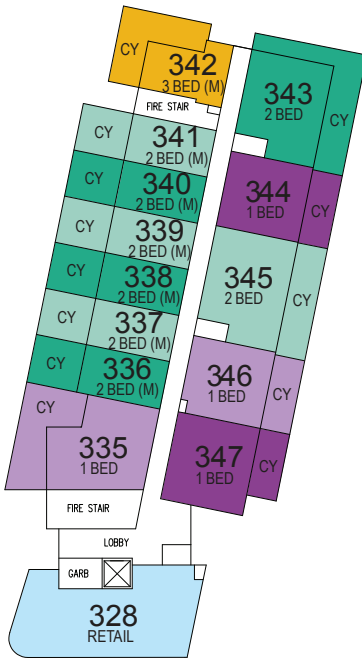 CY
342
3 BED (M)
FIRE STAIR
343
2 BED
CY
CY
341
2 BED (M)
CY
340
2 BED (M)
344
1 BED
CY
CY
339
2 BED (M)
CY
338
2 BED (M)
345
2 BED
CY
CY
337
2 BED (M)
CY
336
2 BED (M)
346
1 BED
CY
CY
335
1 BED
347
1 BED
CY
FIRE STAIR
LOBBY
GARB
328
RETAIL